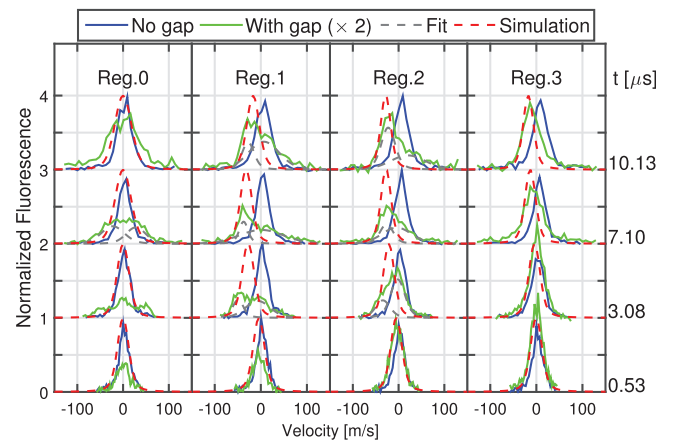 No gap With gap (× 2) Fit Simulation
Reg.0 Reg.1 Reg.2 Reg.3 t [μs]
Normalized Fluorescence
4
3
2
1
0
10.13
7.10
3.08
0.53
-100 0 100 -100 0 100 -100 0 100 -100 0 100
Velocity [m/s]